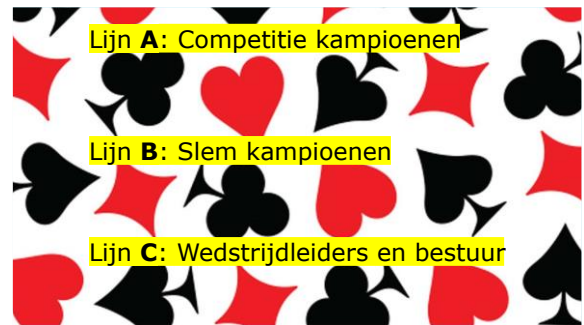 Lijn A: Competitie kampioenen
Lijn B: Slem kampioenen
Lijn C: Wedstrijdleiders en bestuur